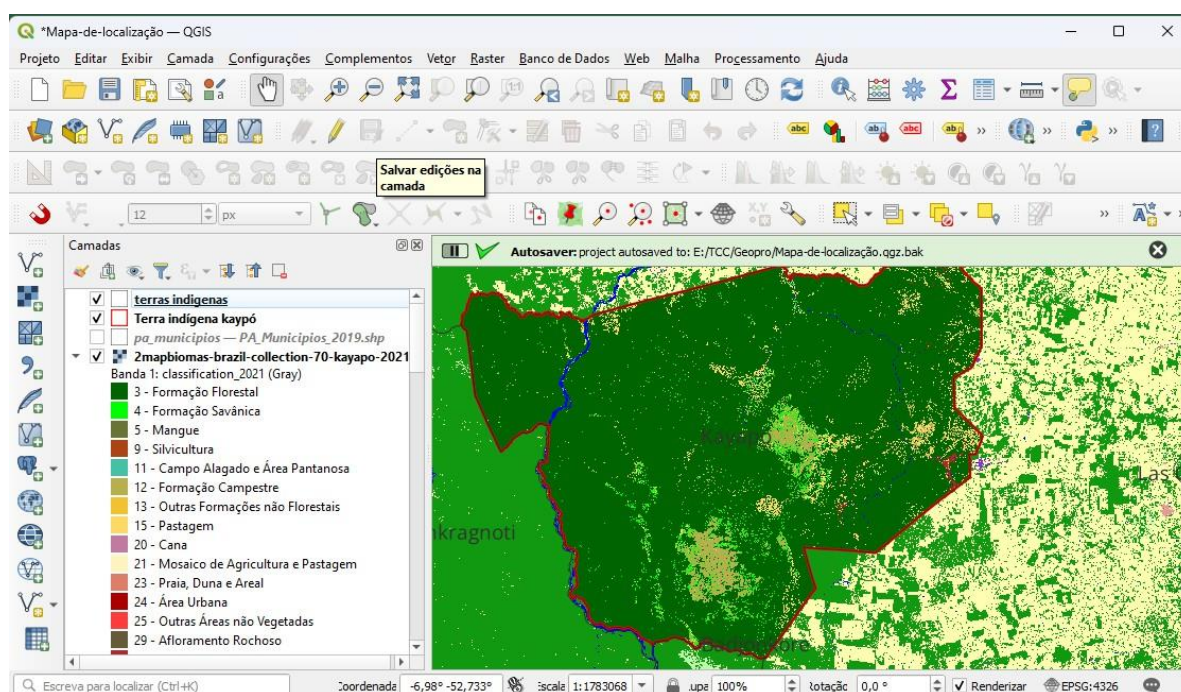 *Mapa-de-localização — QGIS
Projeto Editar Exibir Camada Configurações Complementos Vetor Raster Banco de Dados Web Malha Processamento Ajuda
Salvar edições na
camada
12 px
Camadas
Autosaver: project autosaved to: E:/TCC/Geopro/Mapa-de-localização.qgz.bak
terras indigenas
Terra indígena kaypó
pa_municipios — PA_Municipios_2019.shp
2mapbiomas-brazil-collection-70-kayapo-2021
Banda 1: classification_2021 (Gray)
3 - Formação Florestal
4 - Formação Savânica
5 - Mangue
9 - Silvicultura
11 - Campo Alagado e Área Pantanosa
12 - Formação Campestre
13 - Outras Formações não Florestais
15 - Pastagem
20 - Cana
21 - Mosaico de Agricultura e Pastagem
23 - Praia, Duna e Areal
24 - Área Urbana
25 - Outras Áreas não Vegetadas
29 - Afloramento Rochoso
Kayapó
Las
nkragnoti
Escreva para localizar (Ctrl+K) Coordenada -6,98° -52,733° Escala 1:1783068 Lupa 100% Rotação 0,0 ° Renderizar EPSG:4326